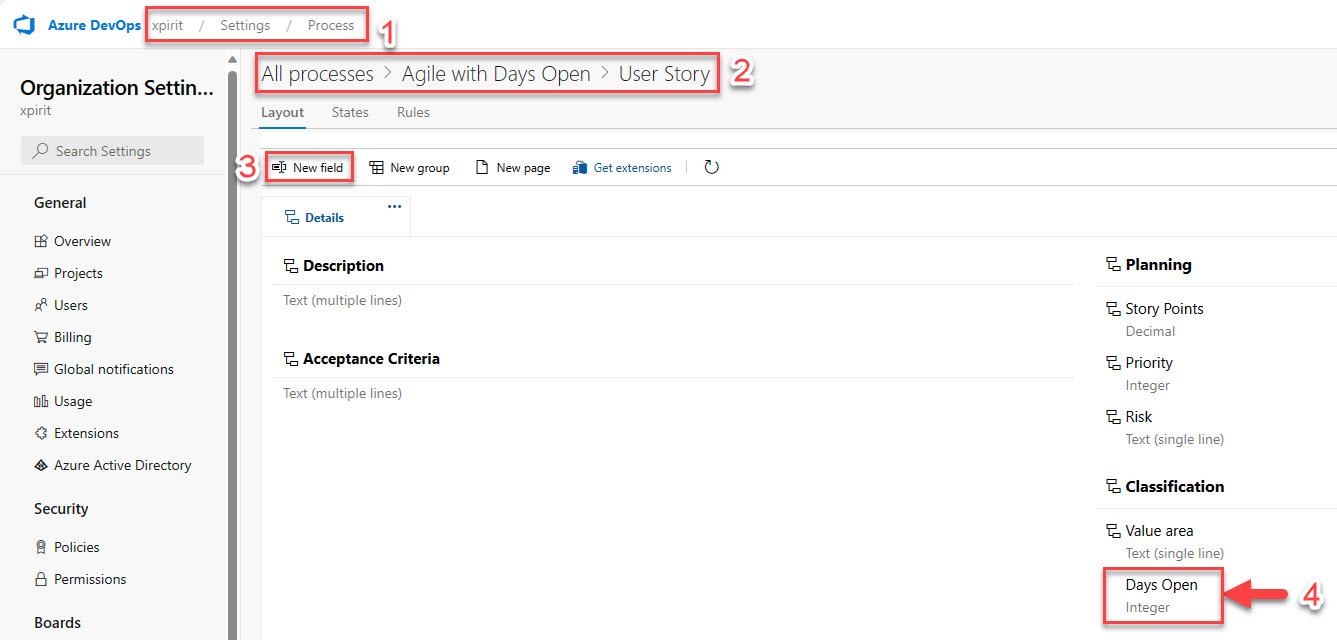 Azure DevOps xpirit / Settings / Process 1
All processes > Agile with Days Open > User Story 2
Organization Settin...
xpirit
Layout States Rules
Search Settings
3 New field New group New page Get extensions
General
Details ...
Overview
Projects
Users
Billing
Global notifications
Usage
Extensions
Azure Active Directory
Security
Policies
Permissions
Boards
Description
Text (multiple lines)
Acceptance Criteria
Text (multiple lines)
Planning
Story Points
Decimal
Priority
Integer
Risk
Text (single line)
Classification
Value area
Text (single line)
Days Open
Integer
4